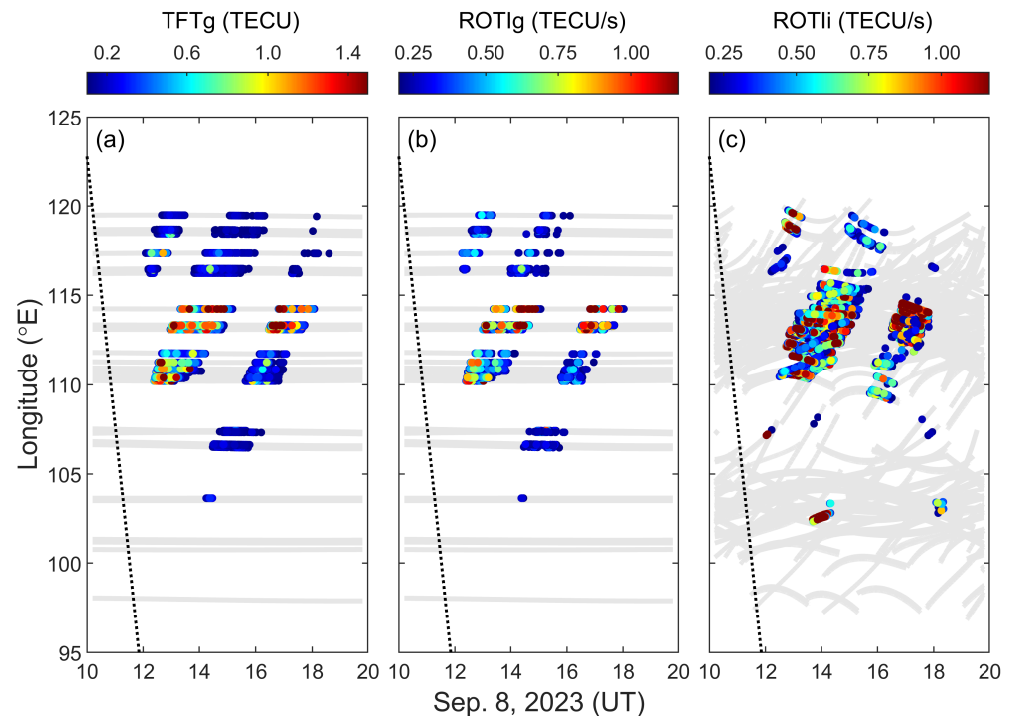 TFTg (TECU)
ROTIg (TECU/s)
ROTIi (TECU/s)
0.2 0.6 1.0 1.4
0.25 0.50 0.75 1.00
0.25 0.50 0.75 1.00
(a)
(b)
(c)
125
120
115
110
105
100
95
Longitude (°E)
10 12 14 16 18 20
10 12 14 16 18 20
10 12 14 16 18 20
Sep. 8, 2023 (UT)